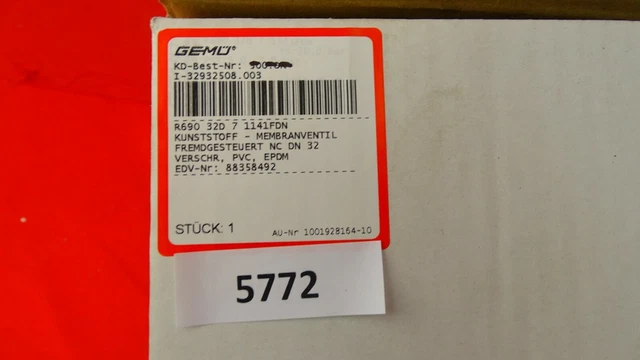 GEMÜ®
KD-Best-Nr:
I-32932508.003
R690 32D 7 1141FDN
KUNSTSTOFF - MEMBRANVENTIL
FREMDGESTEUERT NC DN 32
VERSCHR, PVC, EPDM
EDV-Nr: 88358492
STÜCK: 1
AU-Nr 1001928164-10
5772